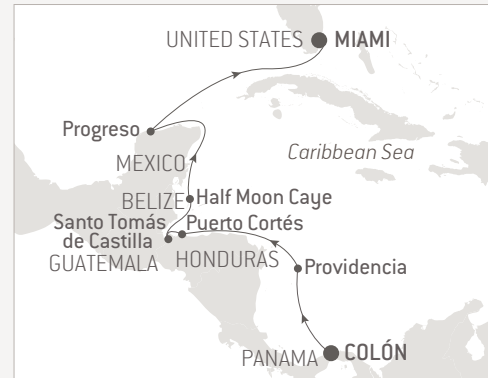 UNITED STATES
MIAMI
Progreso
MEXICO
Caribbean Sea
BELIZE
Half Moon Caye
Santo Tomás
de Castilla
Puerto Cortés
GUATEMALA
HONDURAS
Providencia
PANAMA
COLÓN